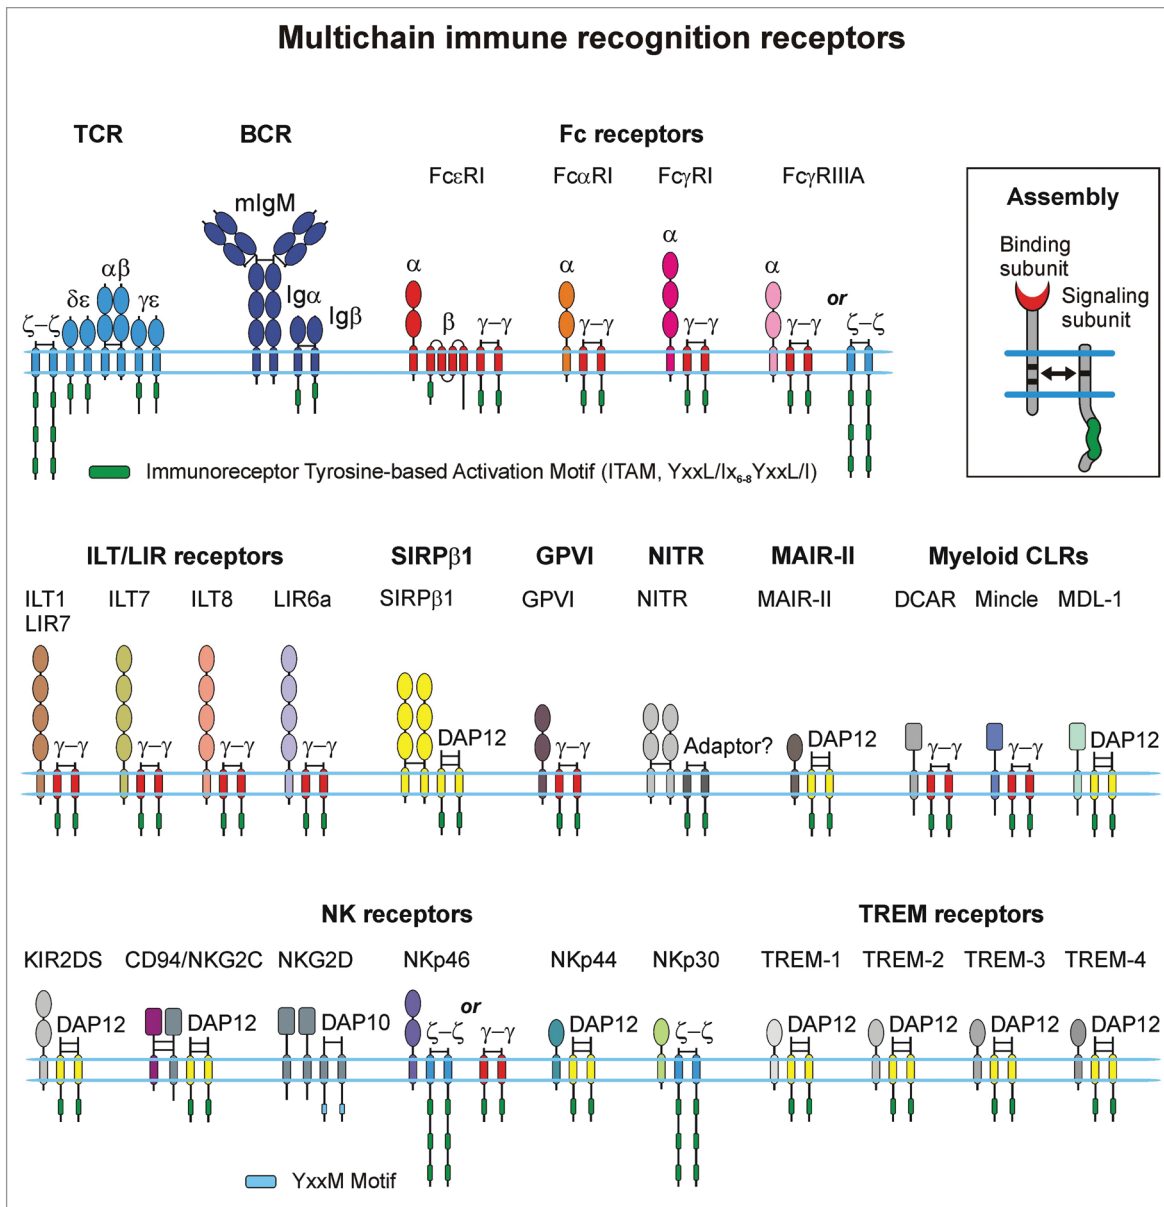 Multichain immune recognition receptors
TCR
BCR
Fc receptors
FcεRI
FcαRI
FcγRI
FcγRIIIA
mIgM
αβ
δε
γε
ζ–ζ
Igα
Igβ
α
β
γ–γ
α
γ–γ
α
γ–γ
α
γ–γ
or
ζ–ζ
Assembly
Binding
subunit
Signaling
subunit
Immunoreceptor Tyrosine-based Activation Motif (ITAM, YxxL/Ix6-8YxxL/I)
ILT/LIR receptors
SIRPβ1
GPVI
NITR
MAIR-II
Myeloid CLRs
ILT1
LIR7
ILT7
ILT8
LIR6a
SIRPβ1
GPVI
NITR
MAIR-II
DCAR
Mincle
MDL-1
γ–γ
γ–γ
γ–γ
γ–γ
DAP12
γ–γ
Adaptor?
DAP12
γ–γ
γ–γ
DAP12
NK receptors
TREM receptors
KIR2DS
CD94/NKG2C
NKG2D
NKp46
NKp44
NKp30
TREM-1
TREM-2
TREM-3
TREM-4
DAP12
DAP12
DAP10
ζ–ζ
or
γ–γ
DAP12
ζ–ζ
DAP12
DAP12
DAP12
DAP12
YxxM Motif